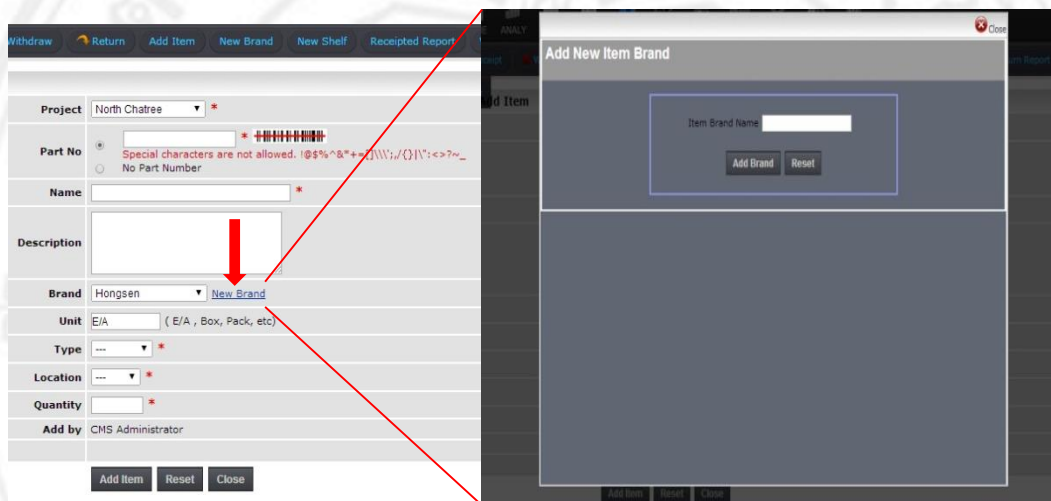 Withdraw Return Add Item New Brand New Shelf Receipted Report
Project North Chatree *
Part No *
Special characters are not allowed. !@$%^&*+=[]\\\';,/{}|\":<>?~_
No Part Number
Name *
Description
Brand Hongsen New Brand
Unit E/A ( E/A , Box, Pack, etc)
Type --- *
Location --- *
Quantity *
Add by CMS Administrator
Add Item Reset Close
ANALY
Close
Add New Item Brand
Item Brand Name
Add Brand Reset
Add Item
Add Item Reset Close